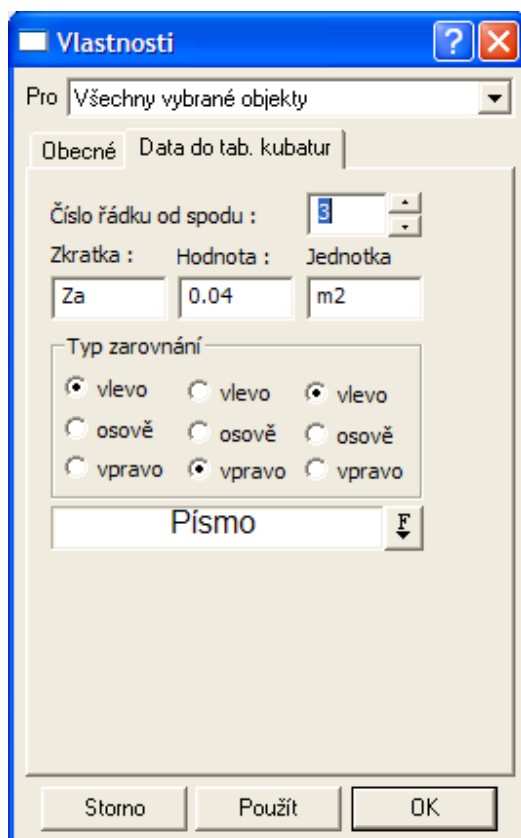 Vlastnosti
Pro Všechny vybrané objekty
Obecné Data do tab. kubatur
Číslo řádku od spodu : 3
Zkratka : Hodnota : Jednotka
Za 0.04 m2
Typ zarovnání
vlevo vlevo vlevo
osově osově osově
vpravo vpravo vpravo
Písmo F
Storno Použít OK